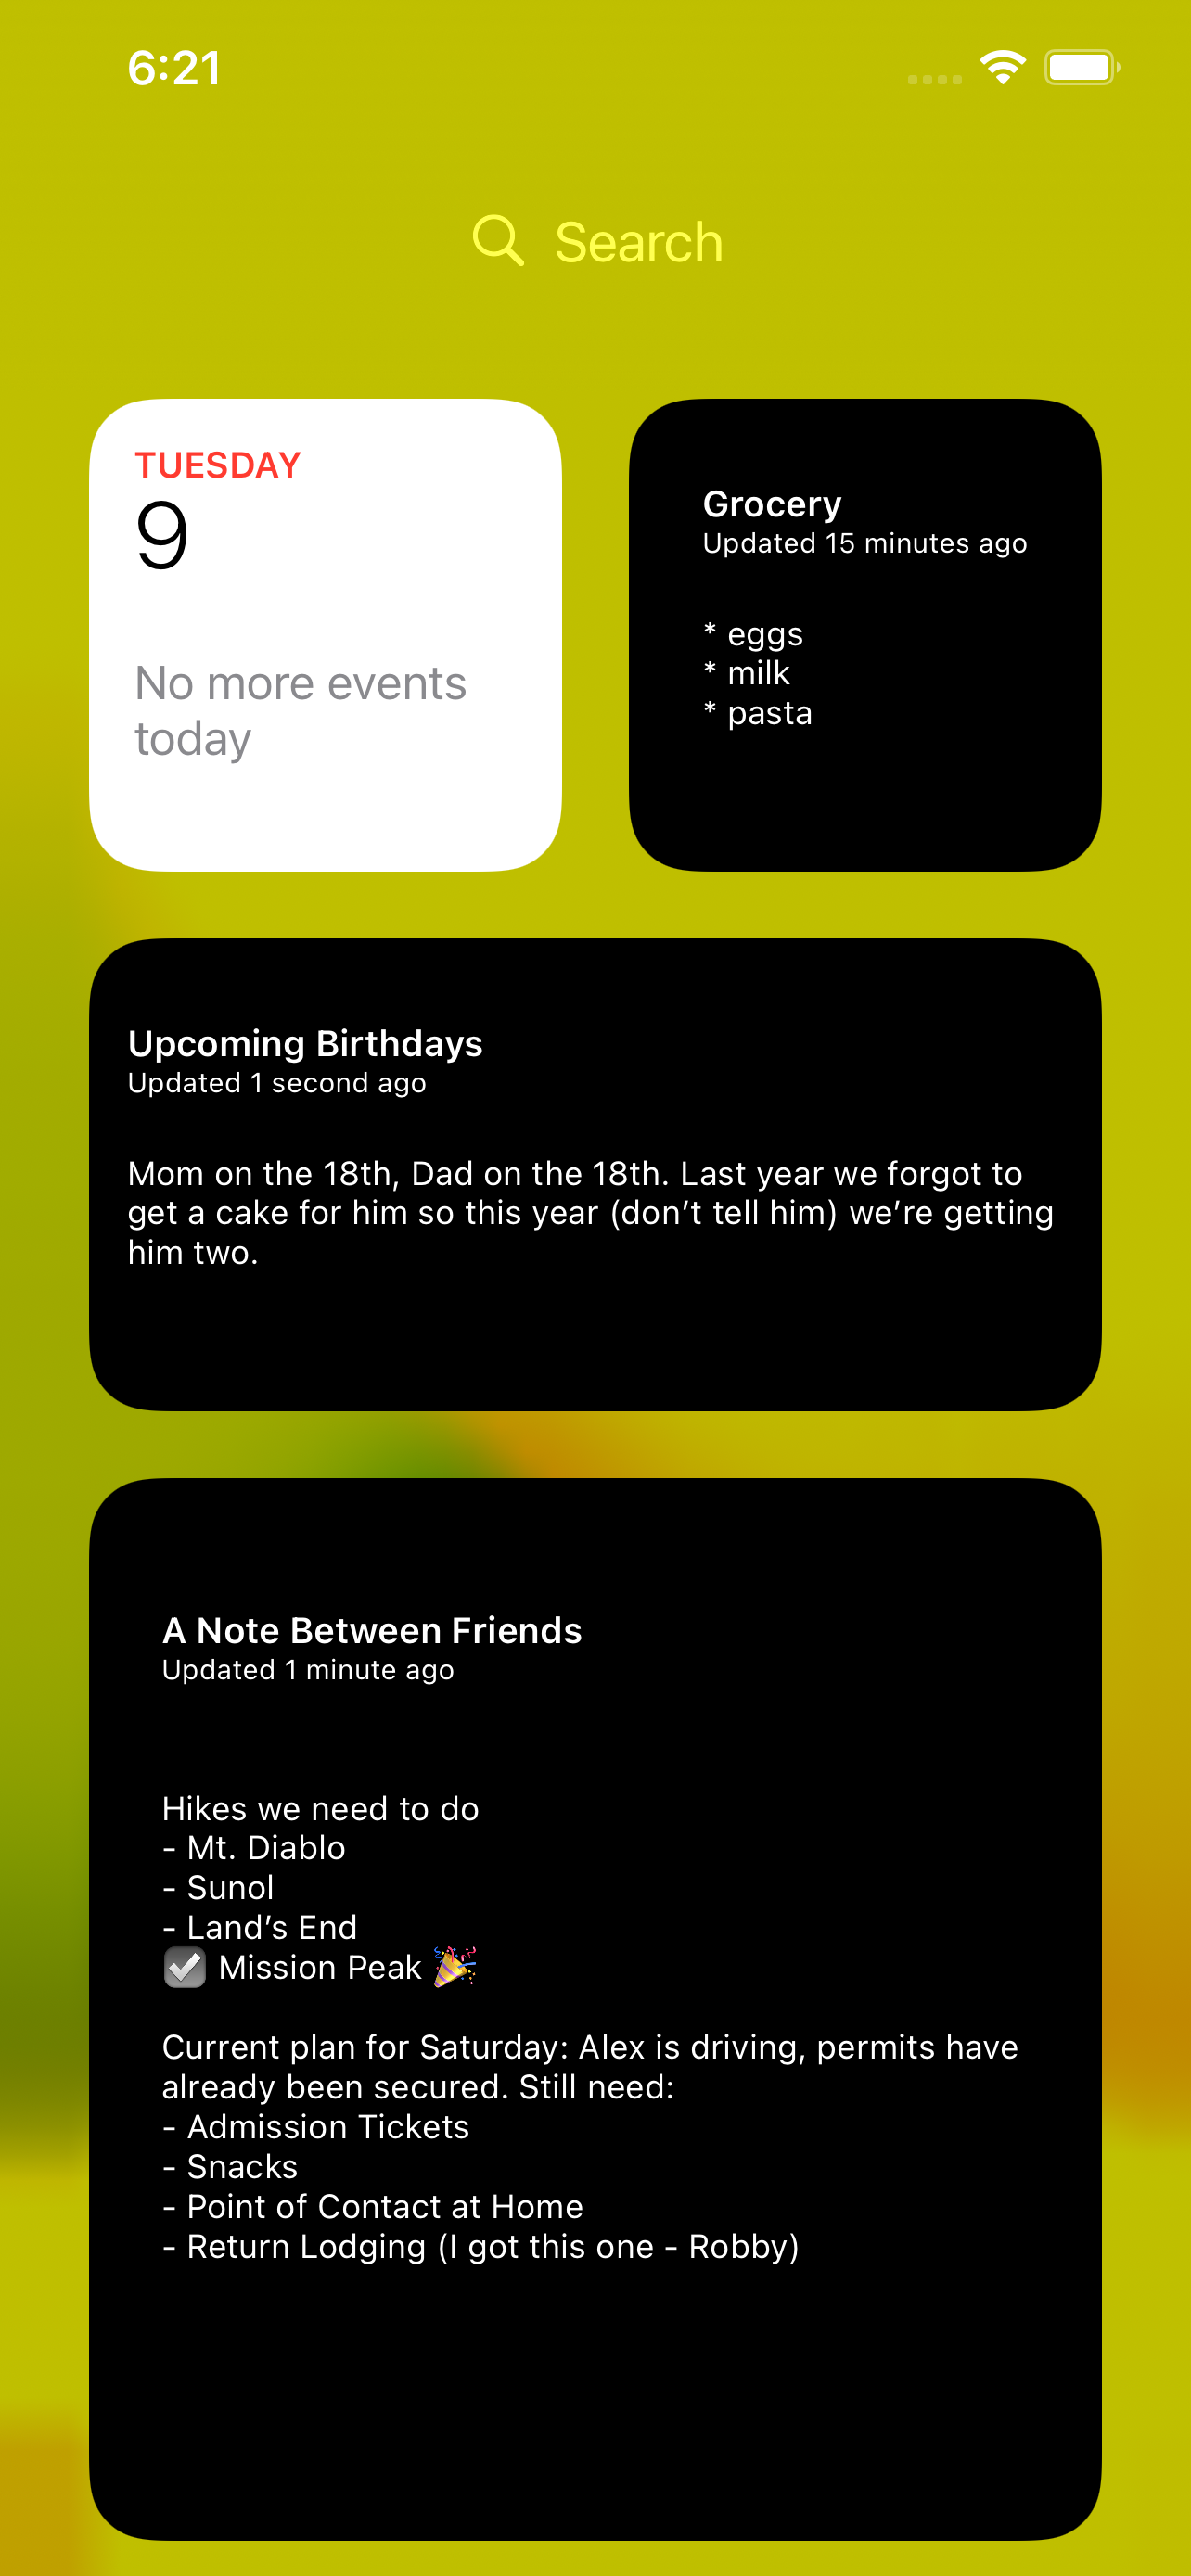 6:21
Search
TUESDAY
9
No more events
today
Grocery
Updated 15 minutes ago
* eggs
* milk
* pasta
Upcoming Birthdays
Updated 1 second ago
Mom on the 18th, Dad on the 18th. Last year we forgot to
get a cake for him so this year (don’t tell him) we’re getting
him two.
A Note Between Friends
Updated 1 minute ago
Hikes we need to do
- Mt. Diablo
- Sunol
- Land’s End
☑️ Mission Peak 🎉
Current plan for Saturday: Alex is driving, permits have
already been secured. Still need:
- Admission Tickets
- Snacks
- Point of Contact at Home
- Return Lodging (I got this one - Robby)